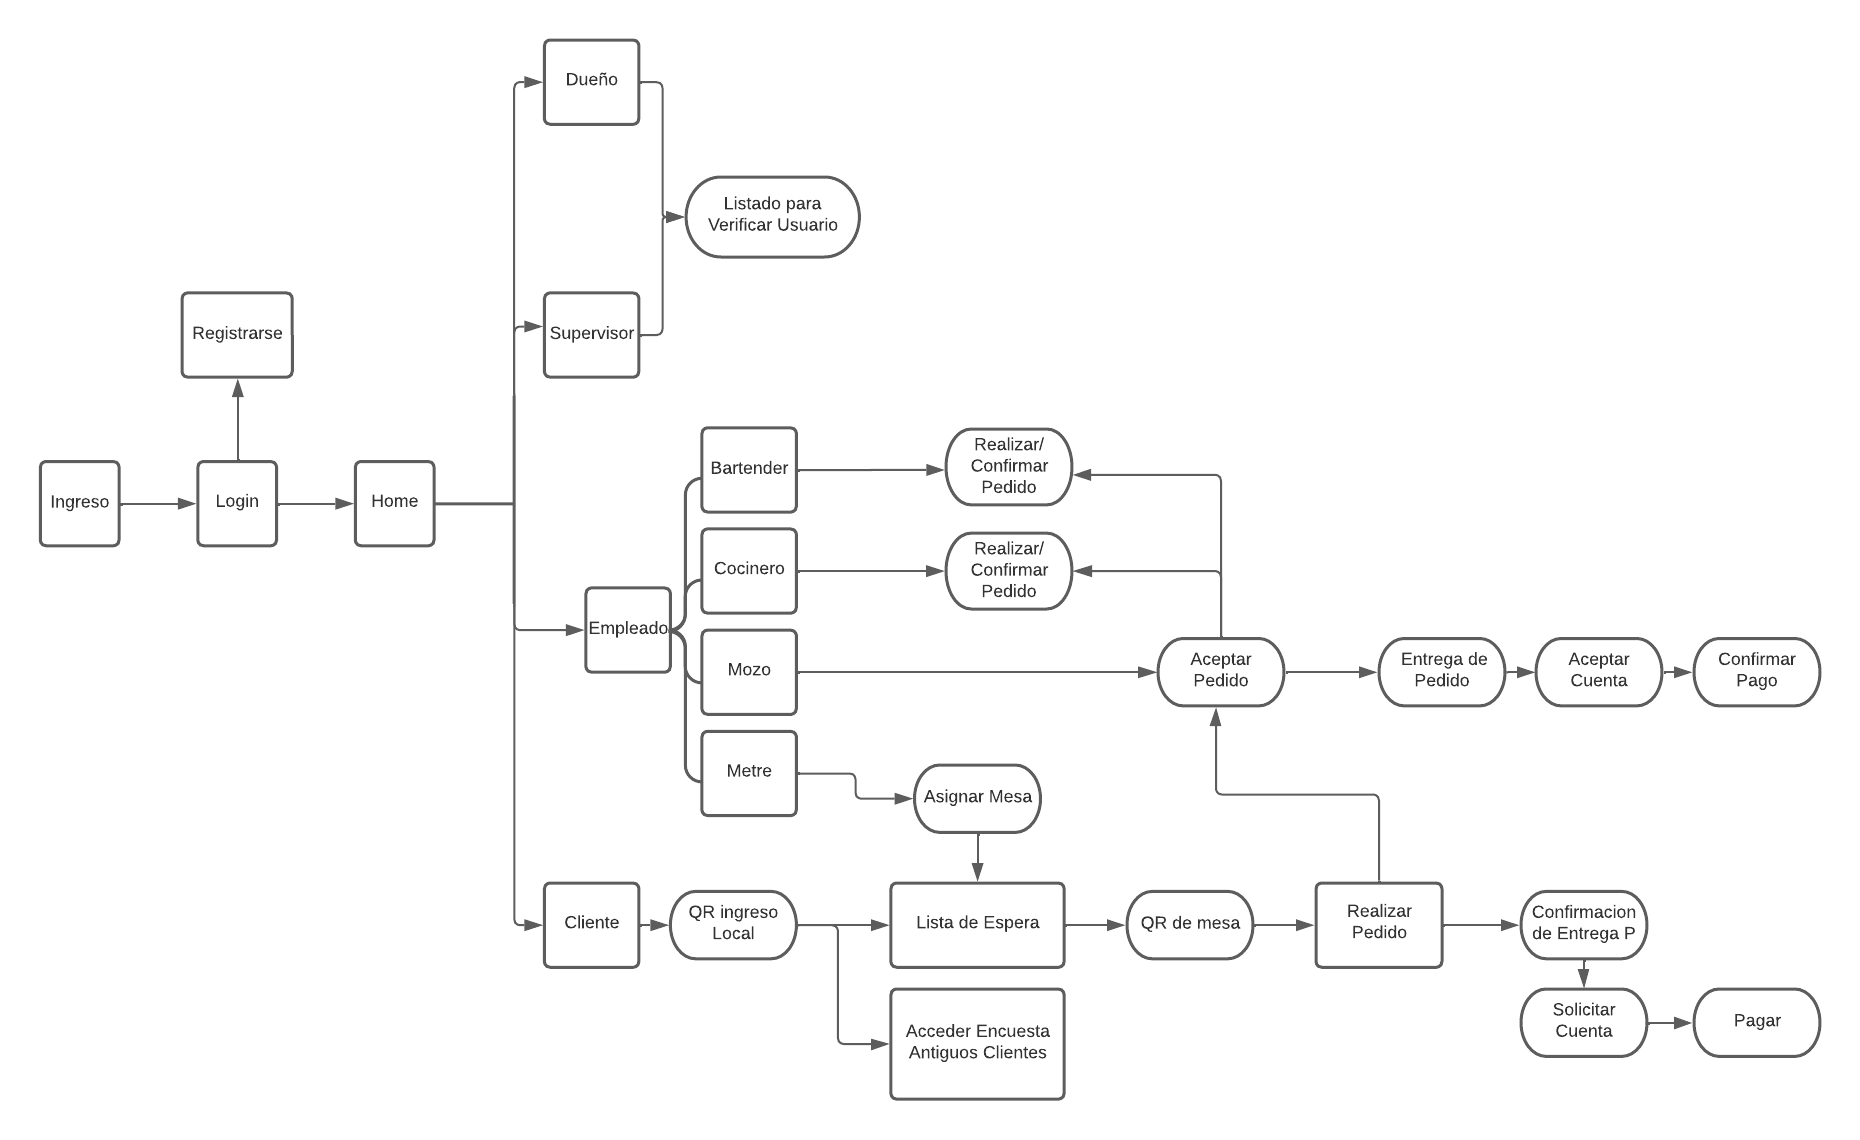 Dueño
Listado para
Verificar Usuario
Registrarse
Supervisor
Ingreso
Login
Home
Bartender
Realizar/
Confirmar
Pedido
Cocinero
Realizar/
Confirmar
Pedido
Empleado
Mozo
Aceptar
Pedido
Entrega de
Pedido
Aceptar
Cuenta
Confirmar
Pago
Metre
Asignar Mesa
Cliente
QR ingreso
Local
Lista de Espera
QR de mesa
Realizar
Pedido
Confirmacion
de Entrega P
Acceder Encuesta
Antiguos Clientes
Solicitar
Cuenta
Pagar